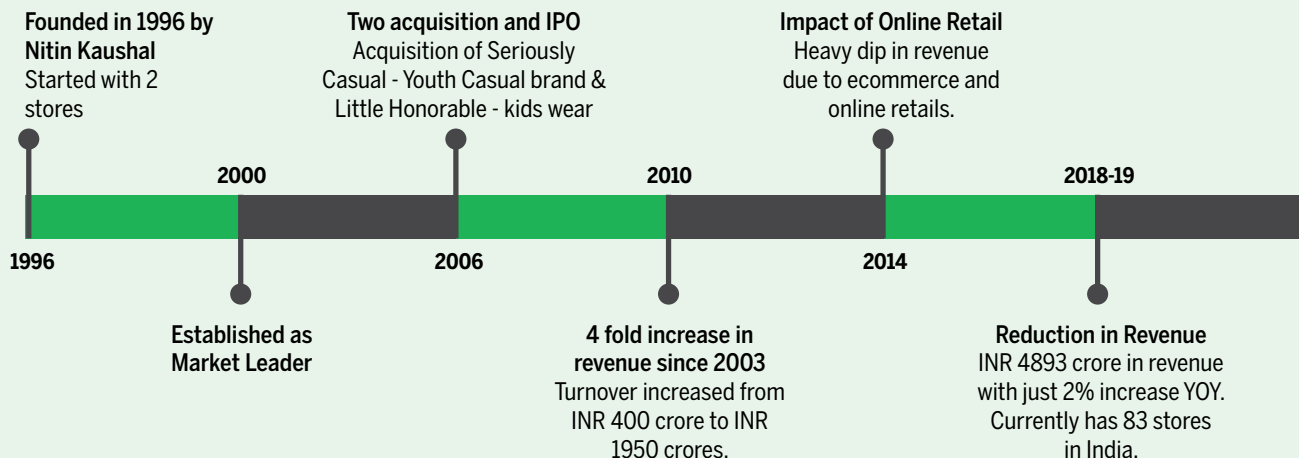 Founded in 1996 by
Nitin Kaushal
Started with 2
stores
Two acquisition and IPO
Acquisition of Seriously
Casual - Youth Casual brand &
Little Honorable - kids wear
Impact of Online Retail
Heavy dip in revenue
due to ecommerce and
online retails.
2000
2010
2018-19
1996
2006
2014
Established as
Market Leader
4 fold increase in
revenue since 2003
Turnover increased from
INR 400 crore to INR
1950 crores.
Reduction in Revenue
INR 4893 crore in revenue
with just 2% increase YOY.
Currently has 83 stores
in India.